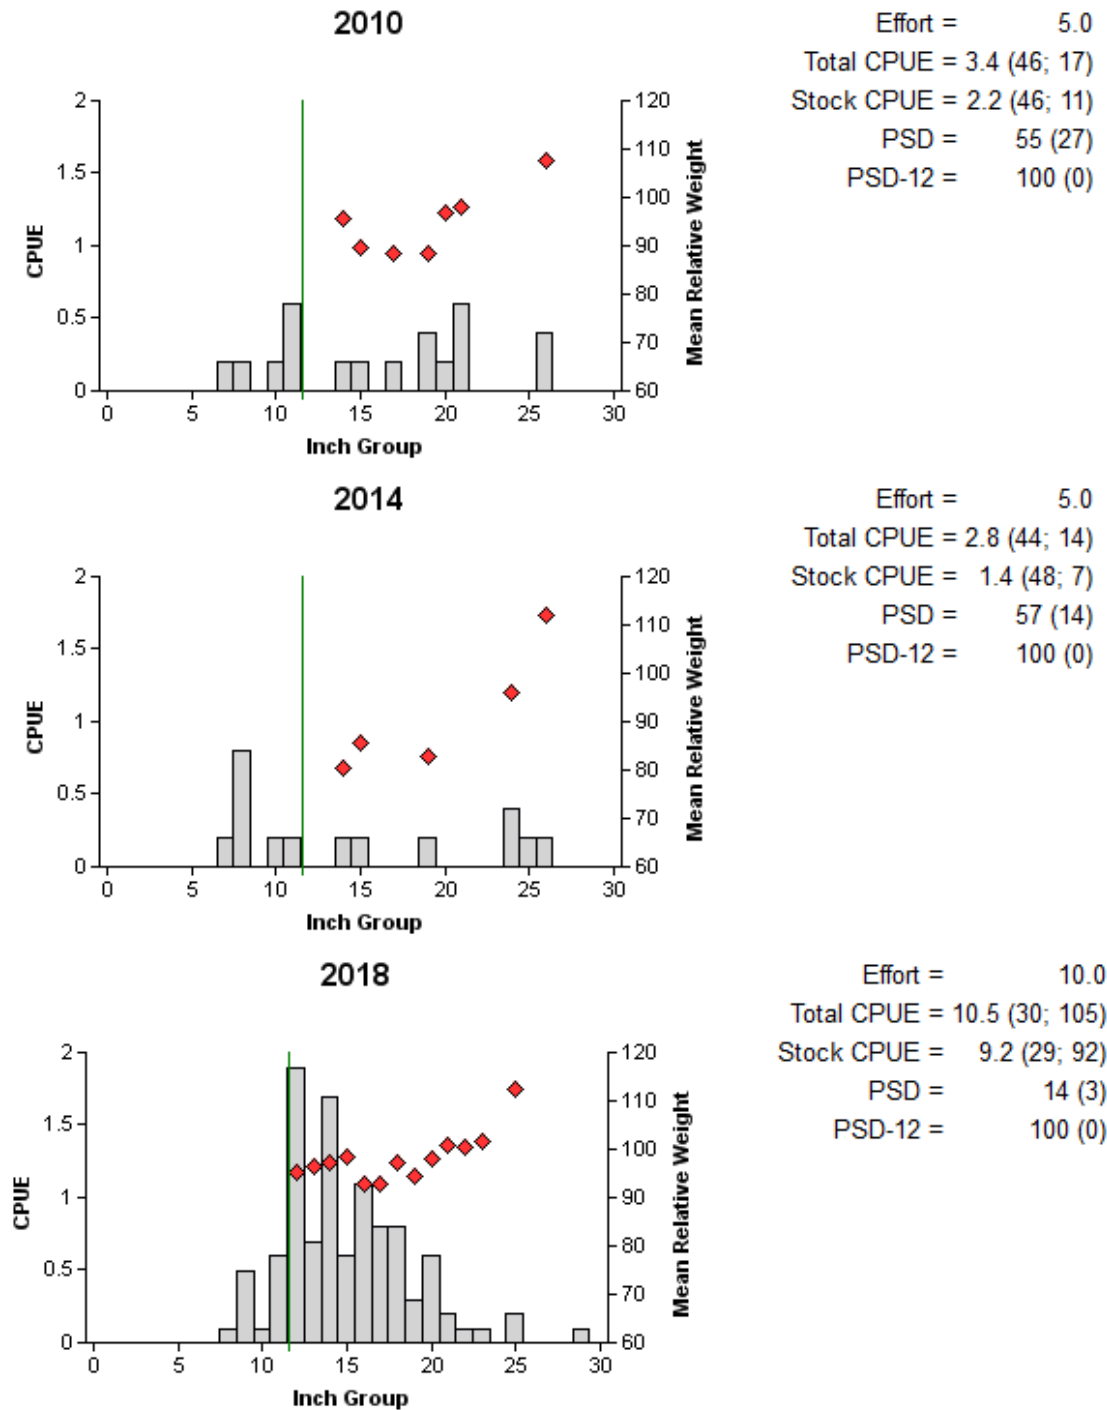 2010
Effort = 5.0
Total CPUE = 3.4 (46; 17)
Stock CPUE = 2.2 (46; 11)
PSD = 55 (27)
PSD-12 = 100 (0)
2
1.5
1
0.5
0
CPUE
120
110
100
90
80
70
60
Mean Relative Weight
0 5 10 15 20 25 30
Inch Group
2014
Effort = 5.0
Total CPUE = 2.8 (44; 14)
Stock CPUE = 1.4 (48; 7)
PSD = 57 (14)
PSD-12 = 100 (0)
2
1.5
1
0.5
0
CPUE
120
110
100
90
80
70
60
Mean Relative Weight
0 5 10 15 20 25 30
Inch Group
2018
Effort = 10.0
Total CPUE = 10.5 (30; 105)
Stock CPUE = 9.2 (29; 92)
PSD = 14 (3)
PSD-12 = 100 (0)
2
1.5
1
0.5
0
CPUE
120
110
100
90
80
70
60
Mean Relative Weight
0 5 10 15 20 25 30
Inch Group